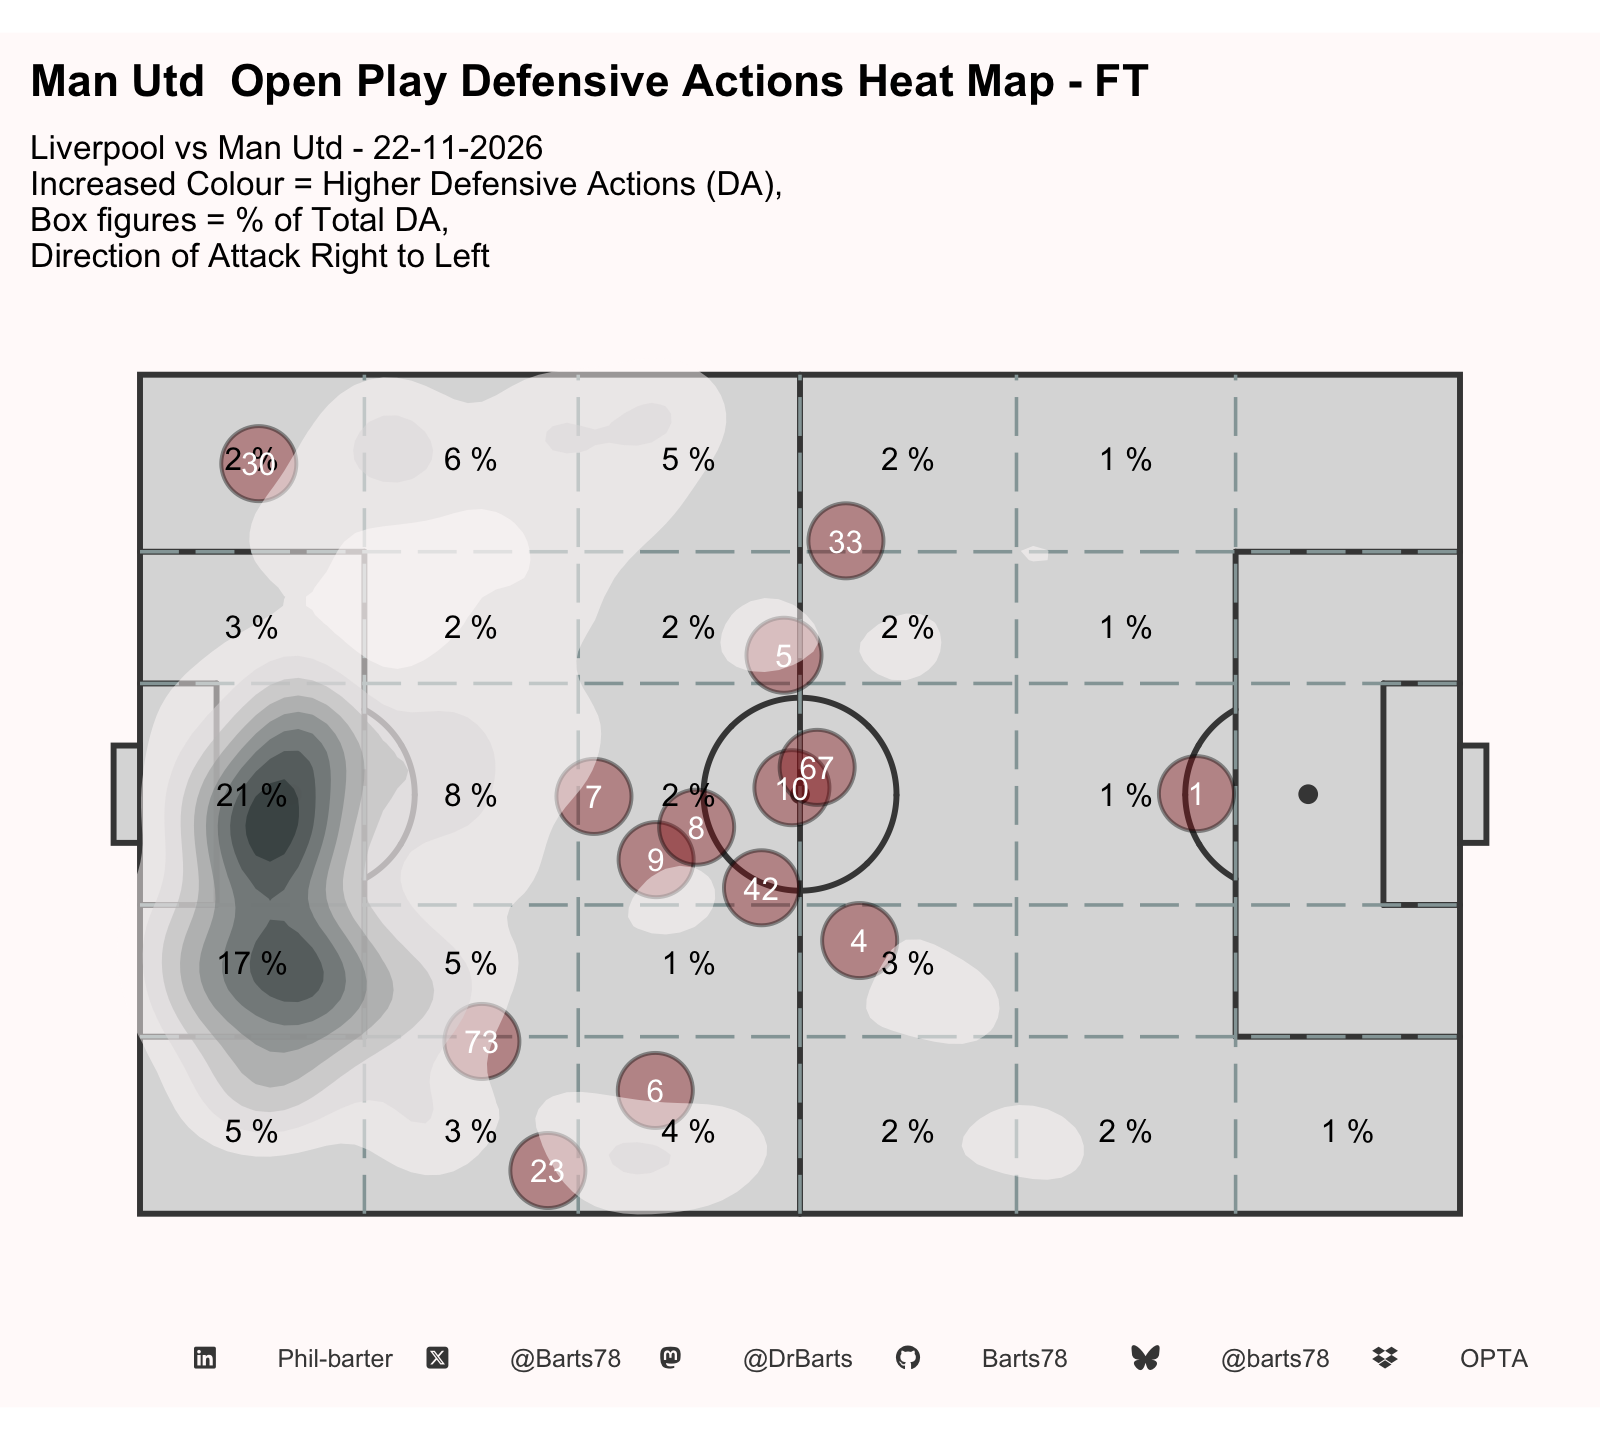 Man Utd  Open Play Defensive Actions Heat Map - FT
Liverpool vs Man Utd - 22-11-2026
Increased Colour = Higher Defensive Actions (DA),
Box figures = % of Total DA,
Direction of Attack Right to Left
2 % 6 % 5 % 2 % 1 %
30
33
3 % 2 % 2 % 2 % 1 %
5
67
21 % 8 % 7 2 % 10 1 % 1
8
9
42
4
17 % 5 % 1 % 3 %
73
6
5 % 3 % 4 % 2 % 2 % 1 %
23
Phil-barter @Barts78 @DrBarts Barts78 @barts78 OPTA